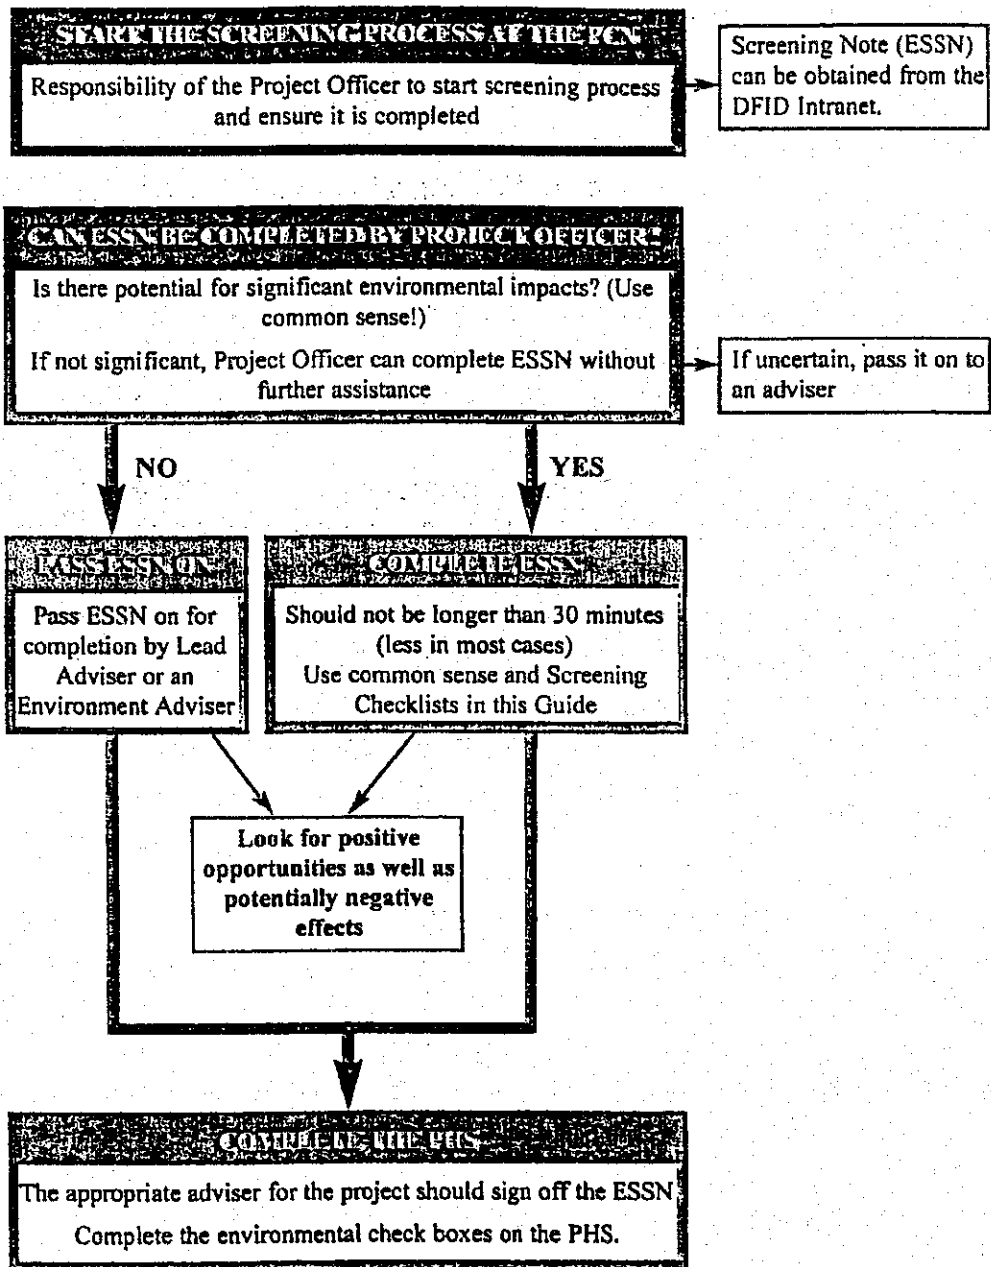 START THE SCREENING PROCESS AT THE PCN
Responsibility of the Project Officer to start screening process
and ensure it is completed
Screening Note (ESSN)
can be obtained from the
DFID Intranet.
CAN ESSN BE COMPLETED BY PROJECT OFFICER?
Is there potential for significant environmental impacts? (Use
common sense!)
If not significant, Project Officer can complete ESSN without
further assistance
If uncertain, pass it on to
an adviser
NO
YES
PASS ESSN ON
Pass ESSN on for
completion by Lead
Adviser or an
Environment Adviser
COMPLETE ESSN
Should not be longer than 30 minutes
(less in most cases)
Use common sense and Screening
Checklists in this Guide
Look for positive
opportunities as well as
potentially negative
effects
COMPLETE THE PHS
The appropriate adviser for the project should sign off the ESSN
Complete the environmental check boxes on the PHS.